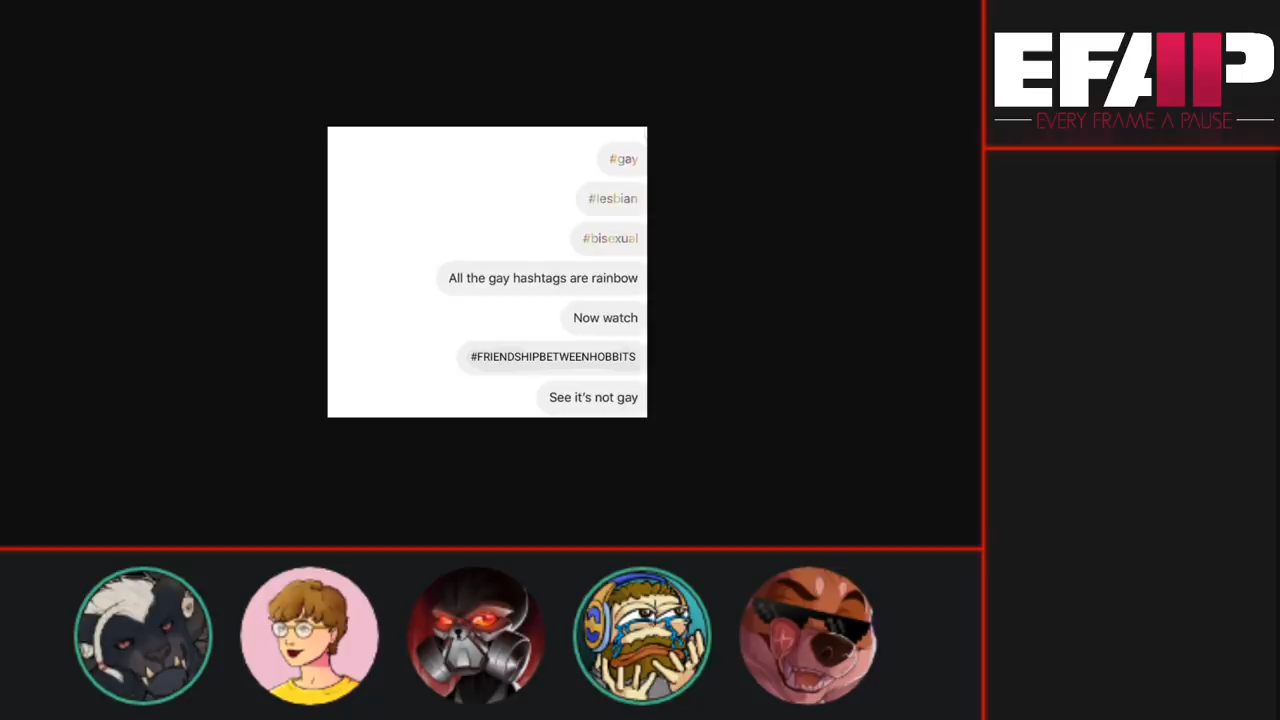 EFAP
EVERY FRAME A PAUSE
#gay
#lesbian
#bisexual
All the gay hashtags are rainbow
Now watch
#FRIENDSHIPBETWEENHOBBITS
See it's not gay